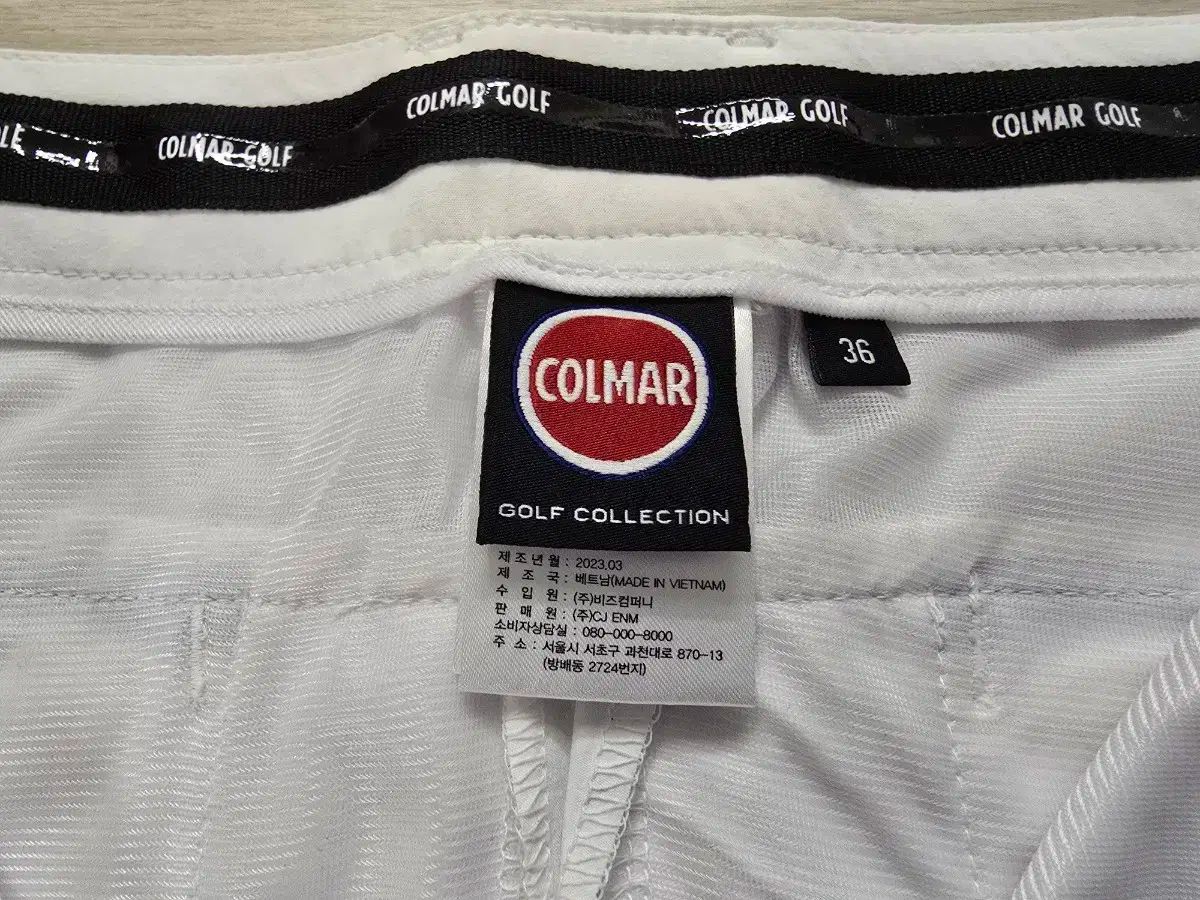 COLMAR GOLF
COLMAR GOLF
COLMAR GOLF
COLMAR GOLF
COLMAR
36
GOLF COLLECTION
제 조 년 월 : 2023.03
제 조 국 : 베트남(MADE IN VIETNAM)
수 입 원 : (주)비즈컴퍼니
판 매 원 : (주)CJ ENM
소비자상담실 : 080-000-8000
주 소 : 서울시 서초구 과천대로 870-13
(방배동 2724번지)